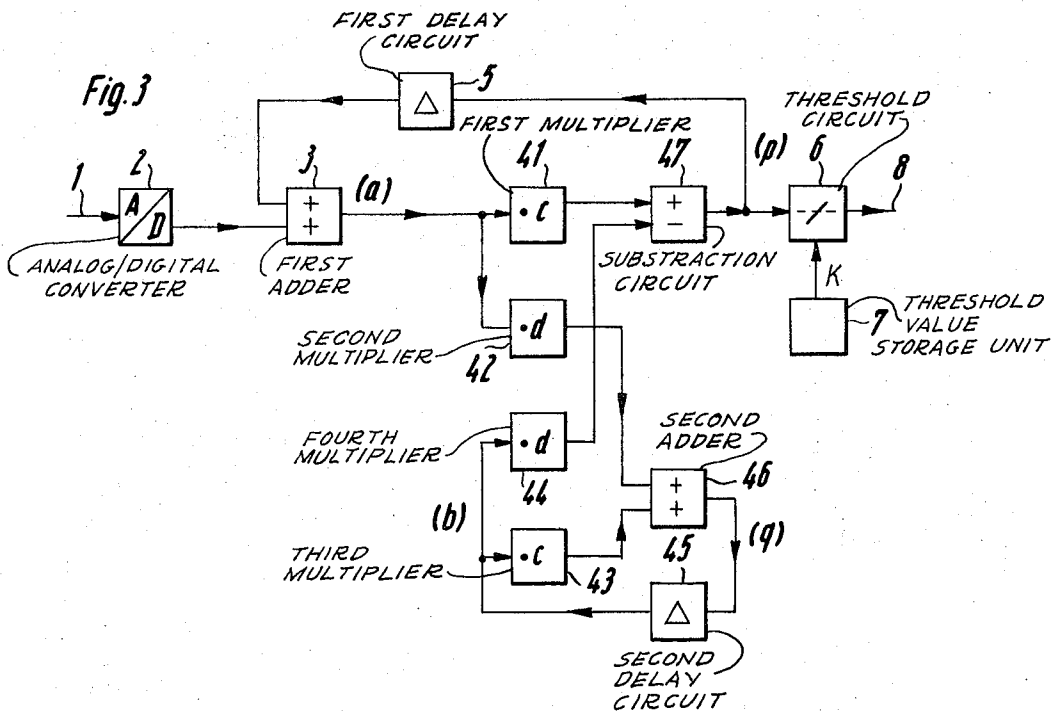 FIRST DELAY
CIRCUIT
5
Fig. 3
△
FIRST MULTIPLIER
THRESHOLD
CIRCUIT
1
2
3
(a)
41
47
(p)
6
8
A/D
+
+
• c
+
−
ANALOG/DIGITAL
CONVERTER
FIRST
ADDER
SUBSTRACTION
CIRCUIT
K
SECOND
MULTIPLIER
42
• d
7
THRESHOLD
VALUE
STORAGE UNIT
FOURTH
MULTIPLIER
• d
44
SECOND
ADDER
46
+
+
(b)
(q)
THIRD
MULTIPLIER
• c
43
45
△
SECOND
DELAY
CIRCUIT